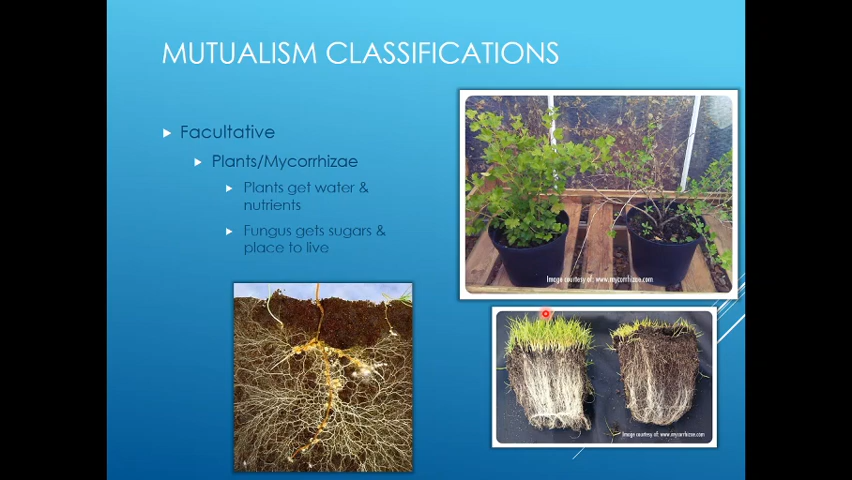 MUTUALISM CLASSIFICATIONS
Facultative
Plants/Mycorrhizae
Plants get water &
nutrients
Fungus gets sugars &
place to live
Image courtesy of: www.mycorrhizae.com
Image courtesy of: www.mycorrhizae.com